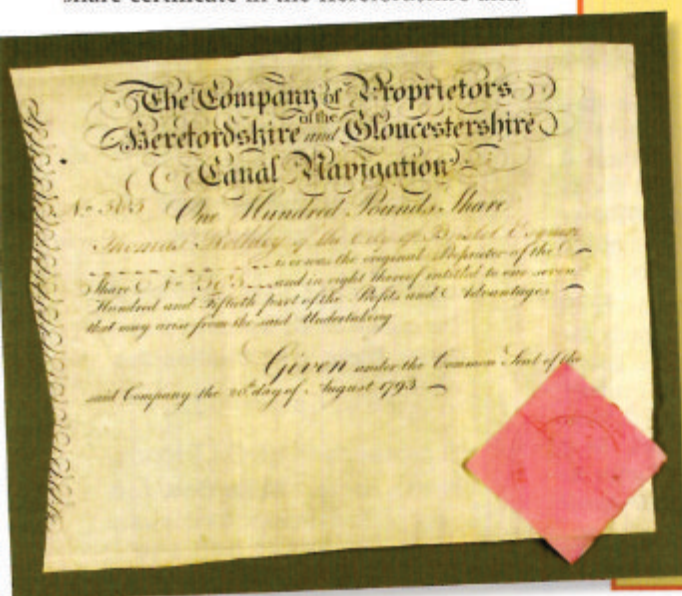 share certificate in the Herefordshire and
The Company of Proprietors
of the
Herefordshire and Gloucestershire
Canal Navigation
No. 503 One Hundred Pounds Share
Thomas of the City of Bristol Esquire
is or was the original Proprietor of the
Share No. 503 and in right thereof intitled to one seven
Hundred and Fiftieth part of the Profits and Advantages
that may arise from the said Undertaking
Given under the Common Seal of the
said Company the 20th day of August 1793